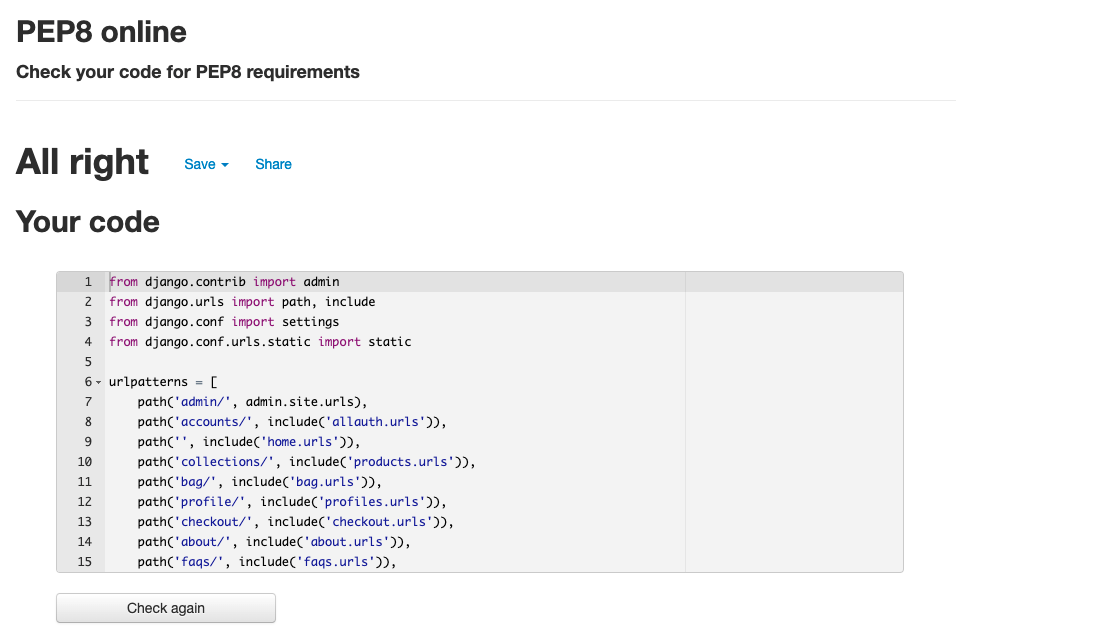 PEP8 online
Check your code for PEP8 requirements
All right Save Share
Your code
1 from django.contrib import admin
2 from django.urls import path, include
3 from django.conf import settings
4 from django.conf.urls.static import static
5
6 urlpatterns = [
7     path('admin/', admin.site.urls),
8     path('accounts/', include('allauth.urls')),
9     path('', include('home.urls')),
10     path('collections/', include('products.urls')),
11     path('bag/', include('bag.urls')),
12     path('profile/', include('profiles.urls')),
13     path('checkout/', include('checkout.urls')),
14     path('about/', include('about.urls')),
15     path('faqs/', include('faqs.urls')),
Check again